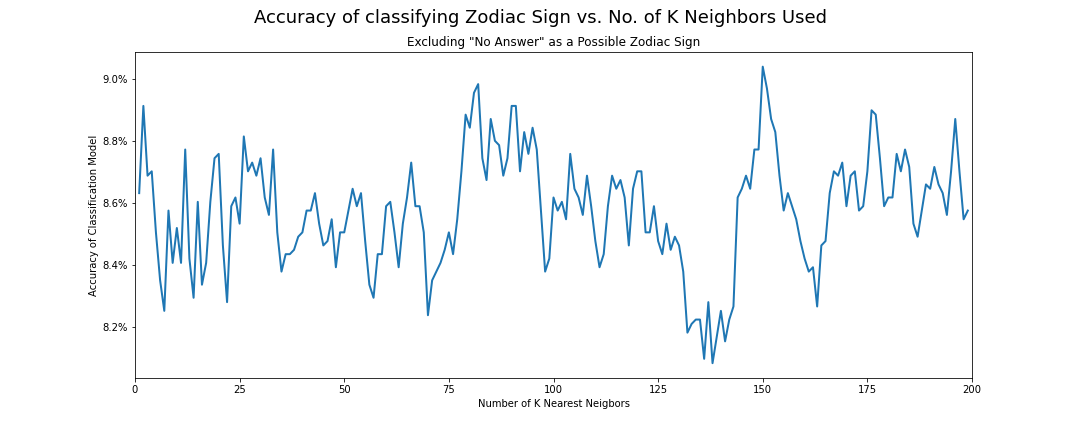 Accuracy of classifying Zodiac Sign vs. No. of K Neighbors Used
Excluding "No Answer" as a Possible Zodiac Sign
Accuracy of Classification Model
9.0%
8.8%
8.6%
8.4%
8.2%
0 25 50 75 100 125 150 175 200
Number of K Nearest Neigbors